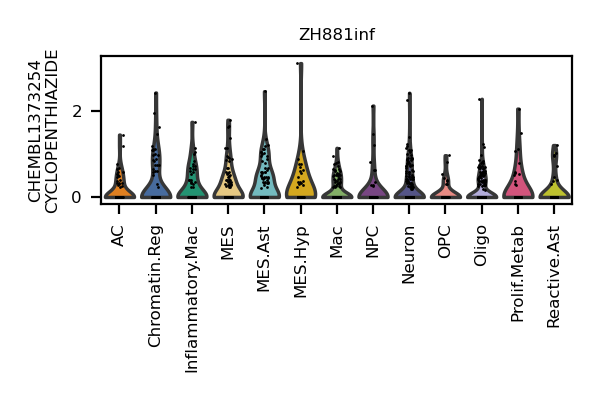 ZH881inf
CHEMBL1373254
CYCLOPENTHIAZIDE
2
0
AC
Chromatin.Reg
Inflammatory.Mac
MES
MES.Ast
MES.Hyp
Mac
NPC
Neuron
OPC
Oligo
Prolif.Metab
Reactive.Ast